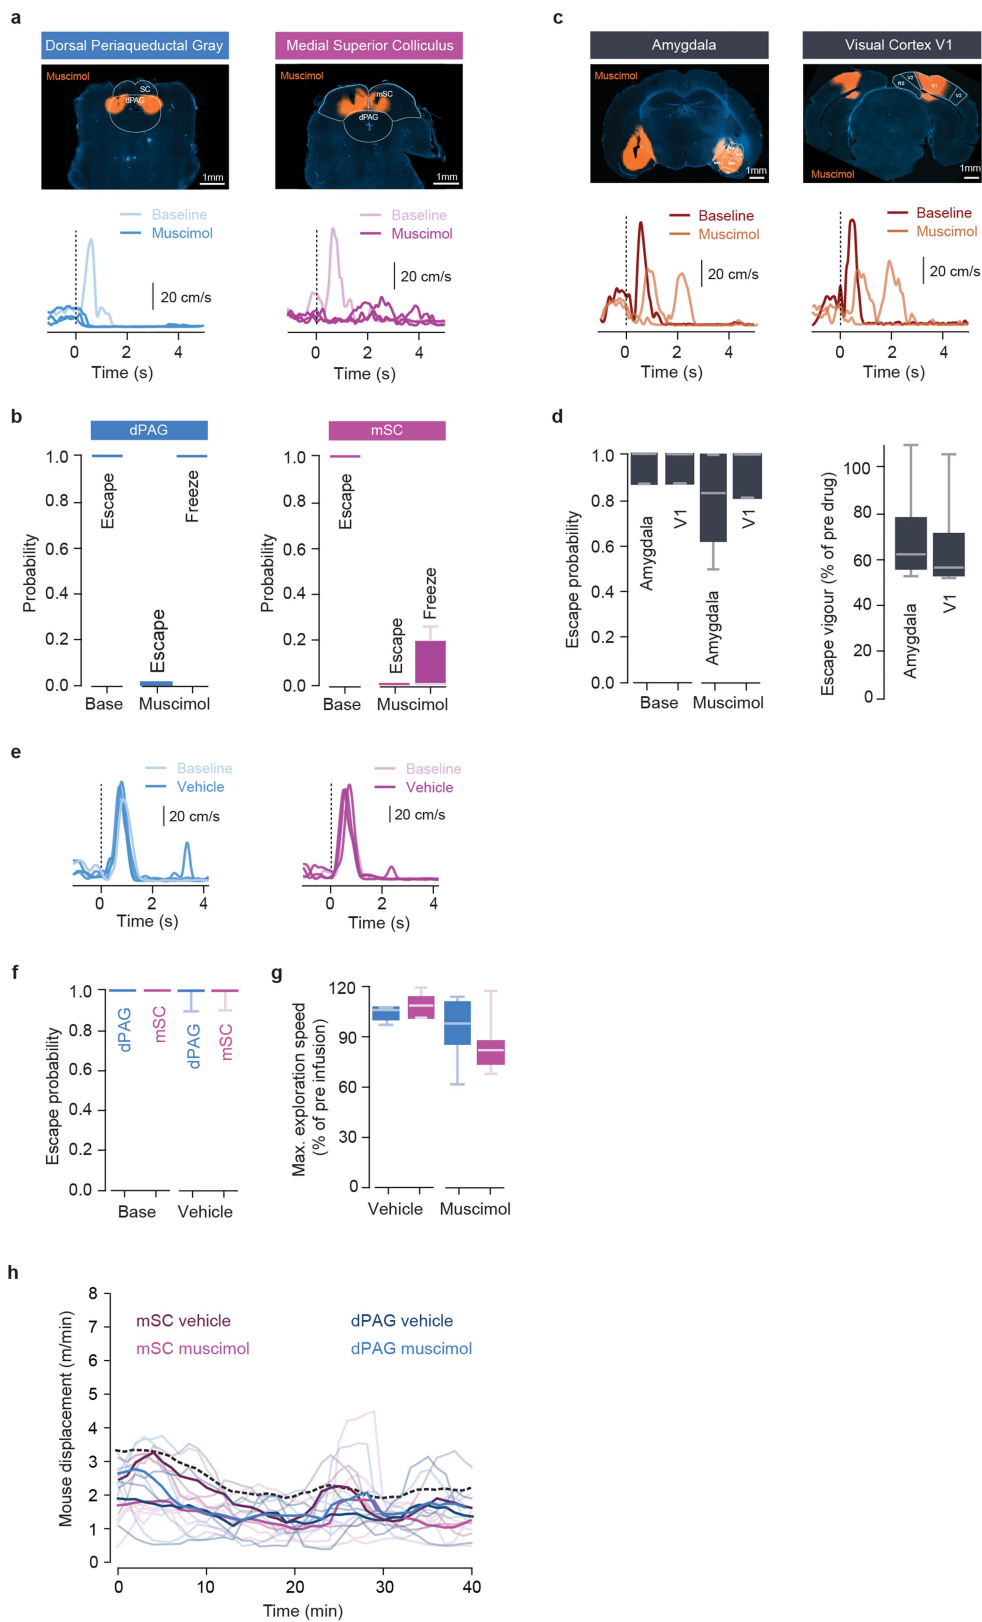 a
Dorsal Periaqueductal Gray
Medial Superior Colliculus
Muscimol
SC
dPAG
1mm
Muscimol
mSC
dPAG
1mm
Baseline
Muscimol
20 cm/s
0
2
4
Time (s)
Baseline
Muscimol
20 cm/s
0
2
4
Time (s)
c
Amygdala
Visual Cortex V1
Muscimol
1mm
RS
V2
V1
V2
Muscimol
1mm
Baseline
Muscimol
20 cm/s
0
2
4
Time (s)
Baseline
Muscimol
20 cm/s
0
2
4
Time (s)
b
dPAG
Probability
1.0
0.8
0.6
0.4
0.2
0.0
Escape
Escape
Freeze
Base
Muscimol
mSC
Probability
1.0
0.8
0.6
0.4
0.2
0.0
Escape
Escape
Freeze
Base
Muscimol
d
Escape probability
1.0
0.8
0.6
0.4
0.2
0.0
Amygdala
V1
Amygdala
V1
Base
Muscimol
Escape vigour (% of pre drug)
100
80
60
40
20
0
Amygdala
V1
e
Baseline
Vehicle
20 cm/s
0
2
4
Time (s)
Baseline
Vehicle
20 cm/s
0
2
4
Time (s)
f
Escape probability
1.0
0.8
0.6
0.4
0.2
0.0
dPAG
mSC
dPAG
mSC
Base
Vehicle
g
Max. exploration speed
(% of pre infusion)
120
90
60
30
0
Vehicle
Muscimol
h
Mouse displacement (m/min)
8
7
6
5
4
3
2
1
0
mSC vehicle
mSC muscimol
dPAG vehicle
dPAG muscimol
0
10
20
30
40
Time (min)